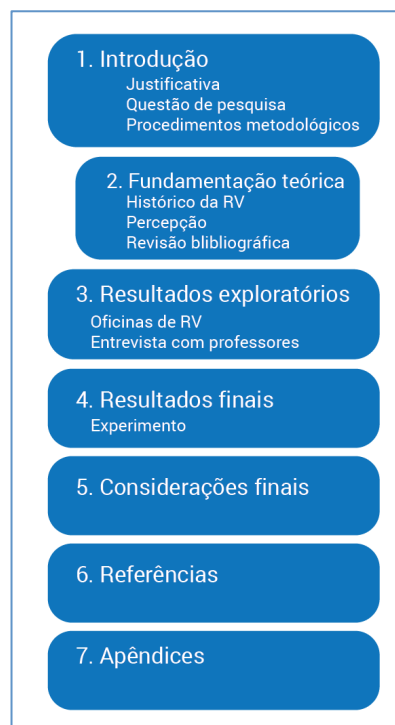 1. Introdução
Justificativa
Questão de pesquisa
Procedimentos metodológicos
2. Fundamentação teórica
Histórico da RV
Percepção
Revisão blibliográfica
3. Resultados exploratórios
Oficinas de RV
Entrevista com professores
4. Resultados finais
Experimento
5. Considerações finais
6. Referências
7. Apêndices